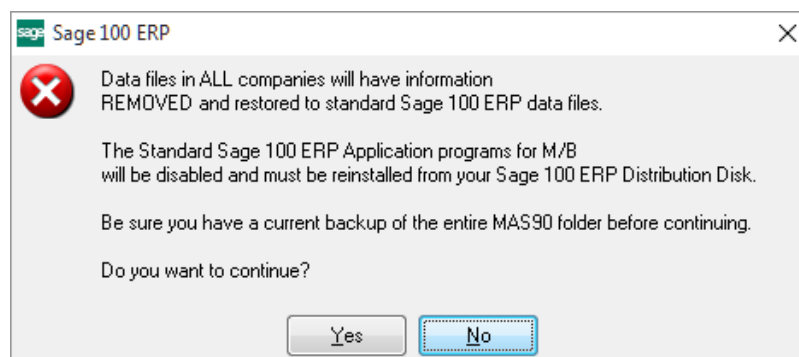 sage Sage 100 ERP
Data files in ALL companies will have information
REMOVED and restored to standard Sage 100 ERP data files.
The Standard Sage 100 ERP Application programs for M/B
will be disabled and must be reinstalled from your Sage 100 ERP Distribution Disk.
Be sure you have a current backup of the entire MAS90 folder before continuing.
Do you want to continue?
Yes No